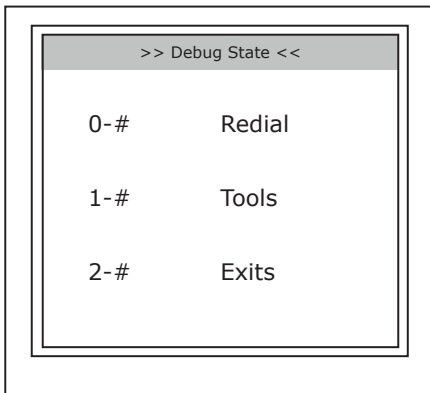 >> Debug State <<
0-# Redial
1-# Tools
2-# Exits